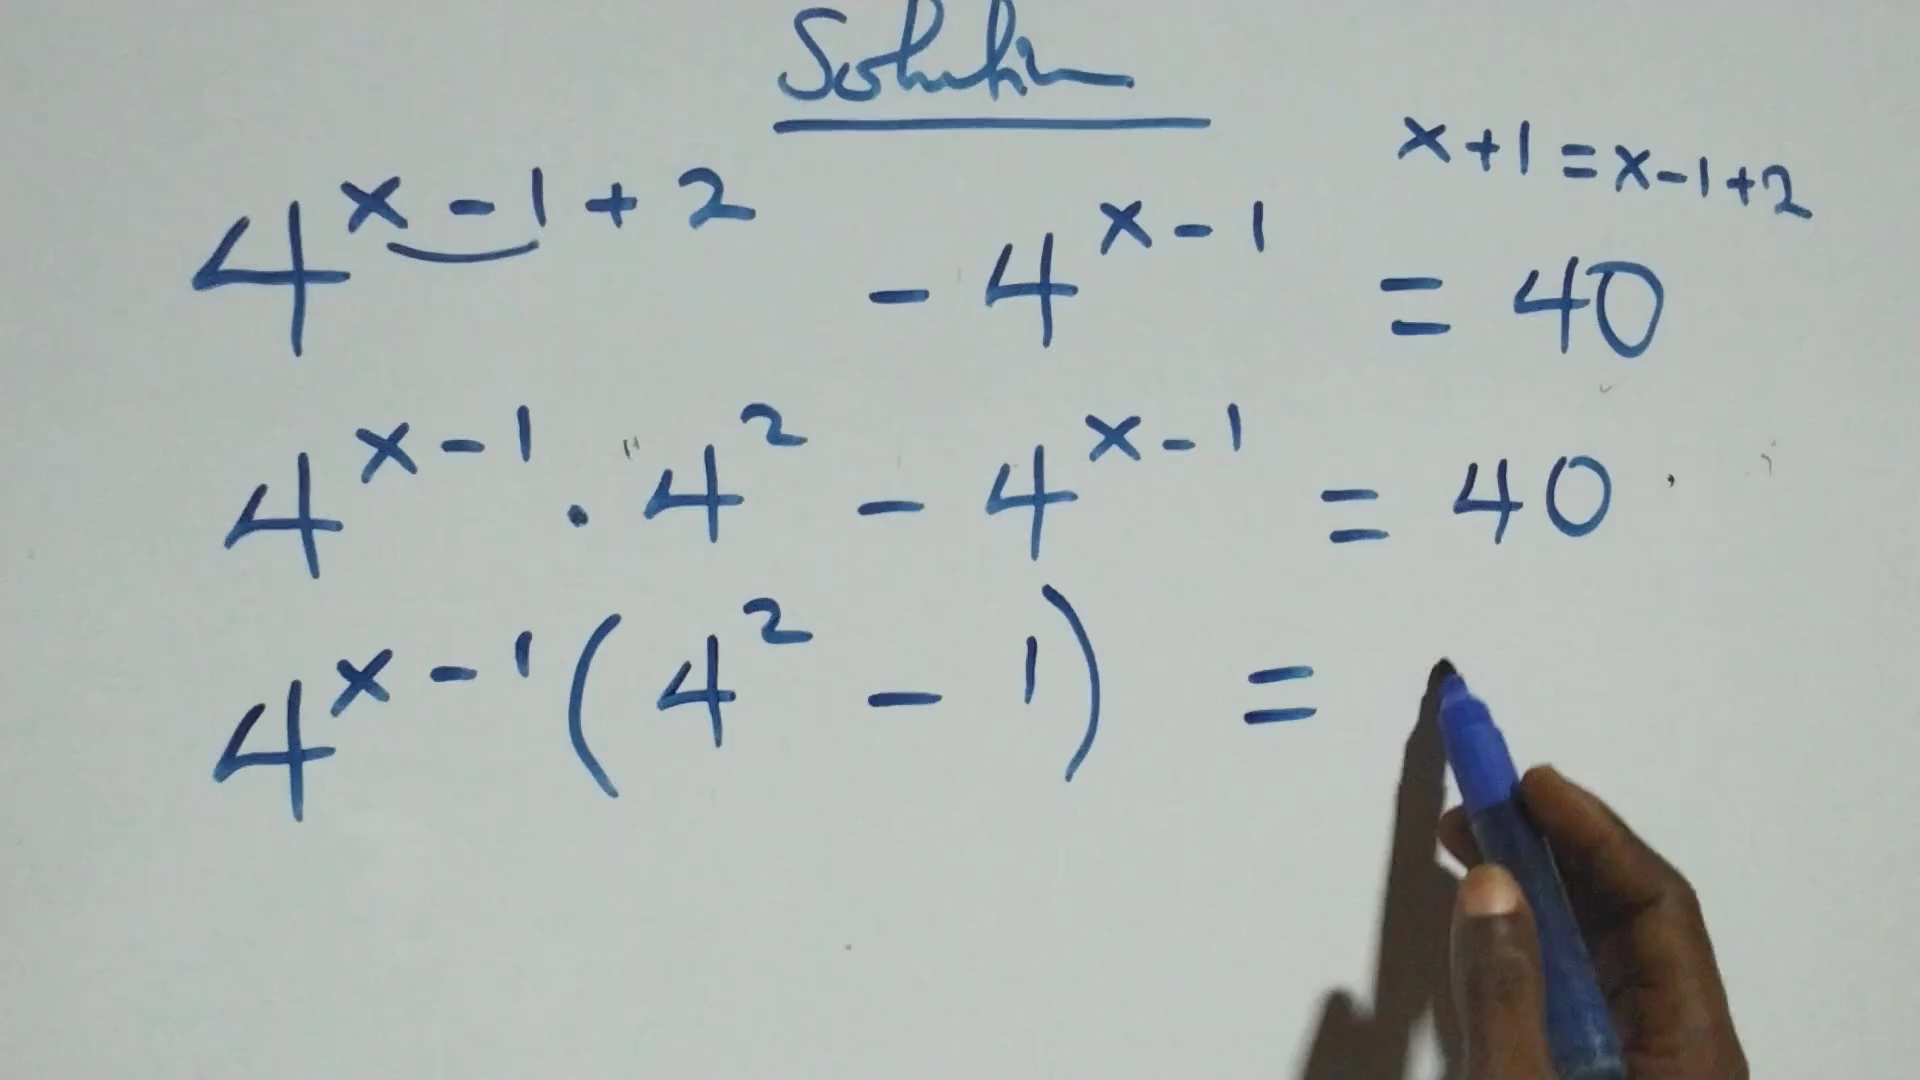 Solution
x+1=x-1+2
4^{x-1+2} - 4^{x-1} = 40
4^{x-1} · 4^2 - 4^{x-1} = 40
4^{x-1}(4^2 - 1) =